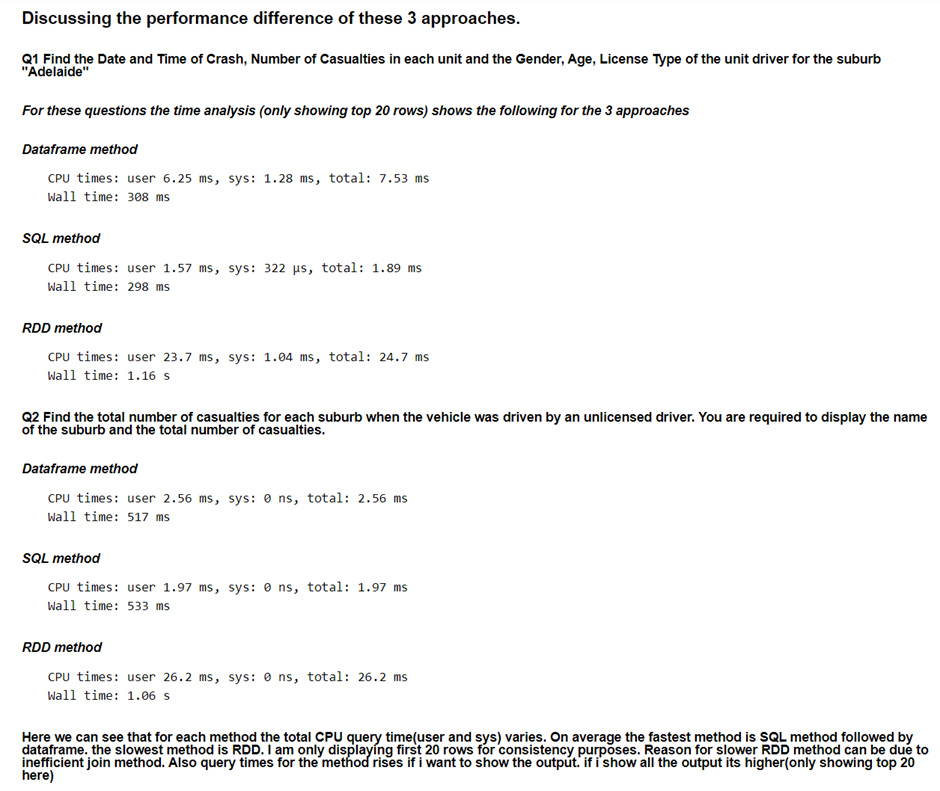 Discussing the performance difference of these 3 approaches.
Q1 Find the Date and Time of Crash, Number of Casualties in each unit and the Gender, Age, License Type of the unit driver for the suburb
"Adelaide"
For these questions the time analysis (only showing top 20 rows) shows the following for the 3 approaches
Dataframe method
CPU times: user 6.25 ms, sys: 1.28 ms, total: 7.53 ms
Wall time: 308 ms
SQL method
CPU times: user 1.57 ms, sys: 322 µs, total: 1.89 ms
Wall time: 298 ms
RDD method
CPU times: user 23.7 ms, sys: 1.04 ms, total: 24.7 ms
Wall time: 1.16 s
Q2 Find the total number of casualties for each suburb when the vehicle was driven by an unlicensed driver. You are required to display the name
of the suburb and the total number of casualties.
Dataframe method
CPU times: user 2.56 ms, sys: 0 ns, total: 2.56 ms
Wall time: 517 ms
SQL method
CPU times: user 1.97 ms, sys: 0 ns, total: 1.97 ms
Wall time: 533 ms
RDD method
CPU times: user 26.2 ms, sys: 0 ns, total: 26.2 ms
Wall time: 1.06 s
Here we can see that for each method the total CPU query time(user and sys) varies. On average the fastest method is SQL method followed by
dataframe. the slowest method is RDD. I am only displaying first 20 rows for consistency purposes. Reason for slower RDD method can be due to
inefficient join method. Also query times for the method rises if i want to show the output. if i show all the output its higher(only showing top 20
here)